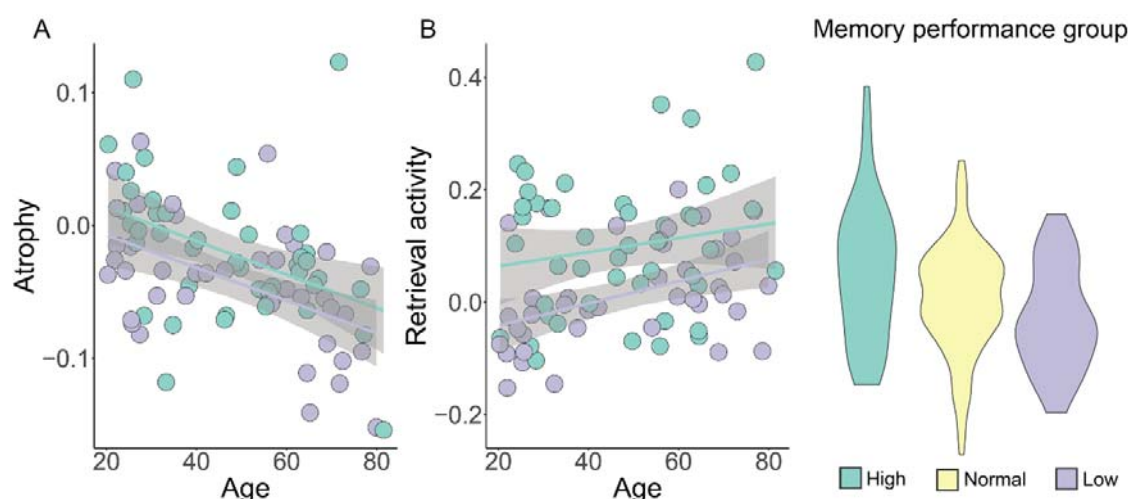 A
B
Memory performance group
Atrophy
0.1
0.0
−0.1
20 40 60 80
Age
Retrieval activity
0.4
0.2
0.0
−0.2
20 40 60 80
Age
High Normal Low